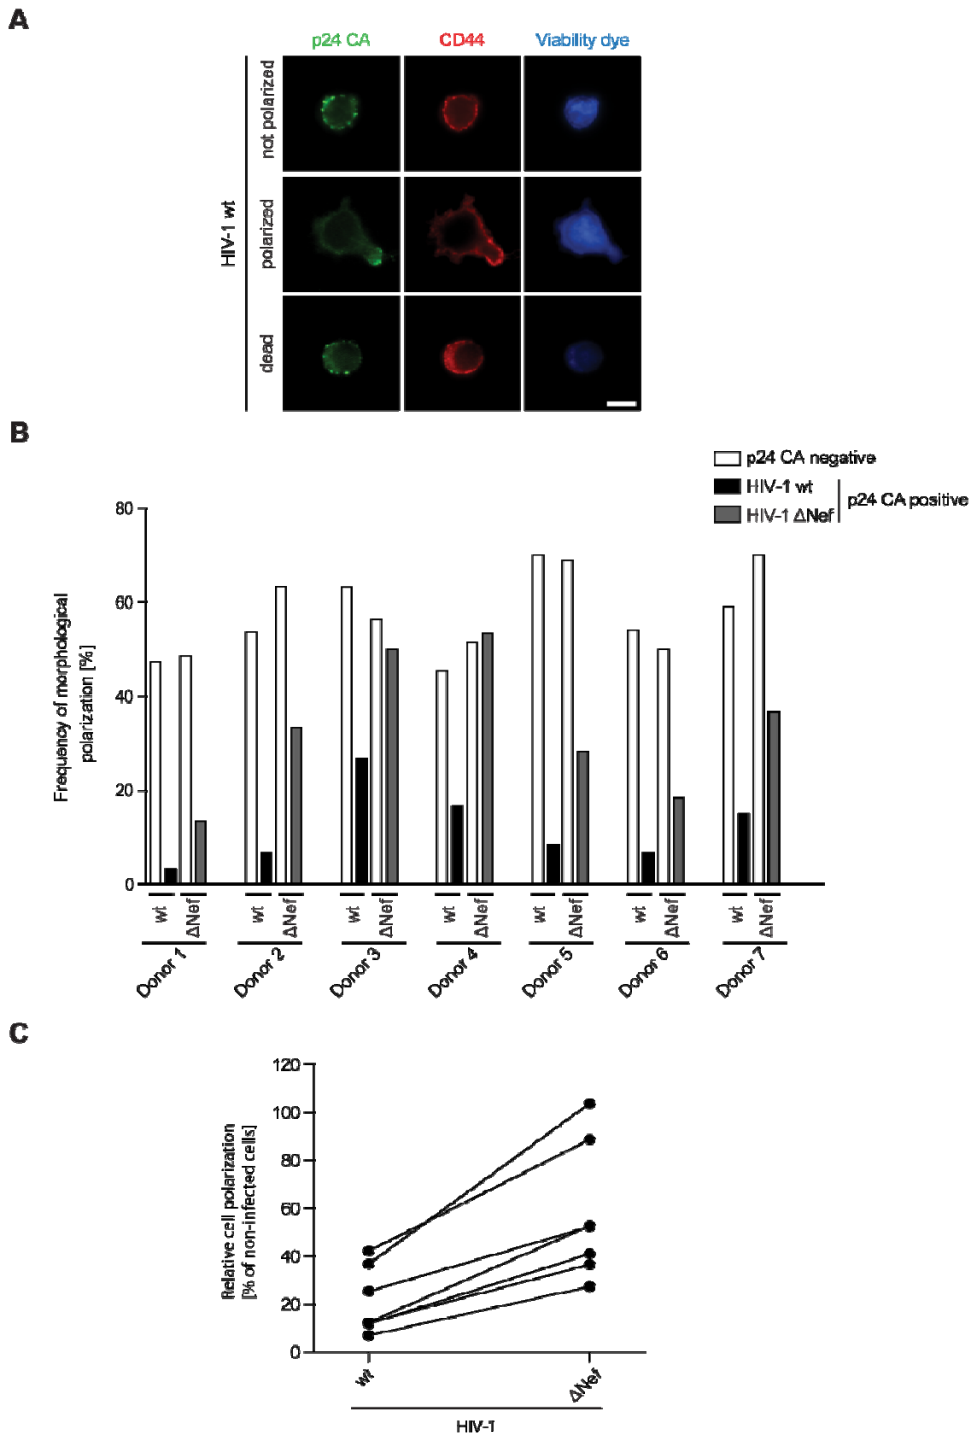 A
p24 CA
CD44
Viability dye
not polarized
HIV-1 wt
polarized
dead
B
p24 CA negative
HIV-1 wt
HIV-1 ΔNef
p24 CA positive
Frequency of morphological
polarization [%]
80
60
40
20
0
wt
ΔNef
wt
ΔNef
wt
ΔNef
wt
ΔNef
wt
ΔNef
wt
ΔNef
wt
ΔNef
Donor 1
Donor 2
Donor 3
Donor 4
Donor 5
Donor 6
Donor 7
C
Relative cell polarization
[% of non-infected cells]
120
100
80
60
40
20
0
wt
ΔNef
HIV-1